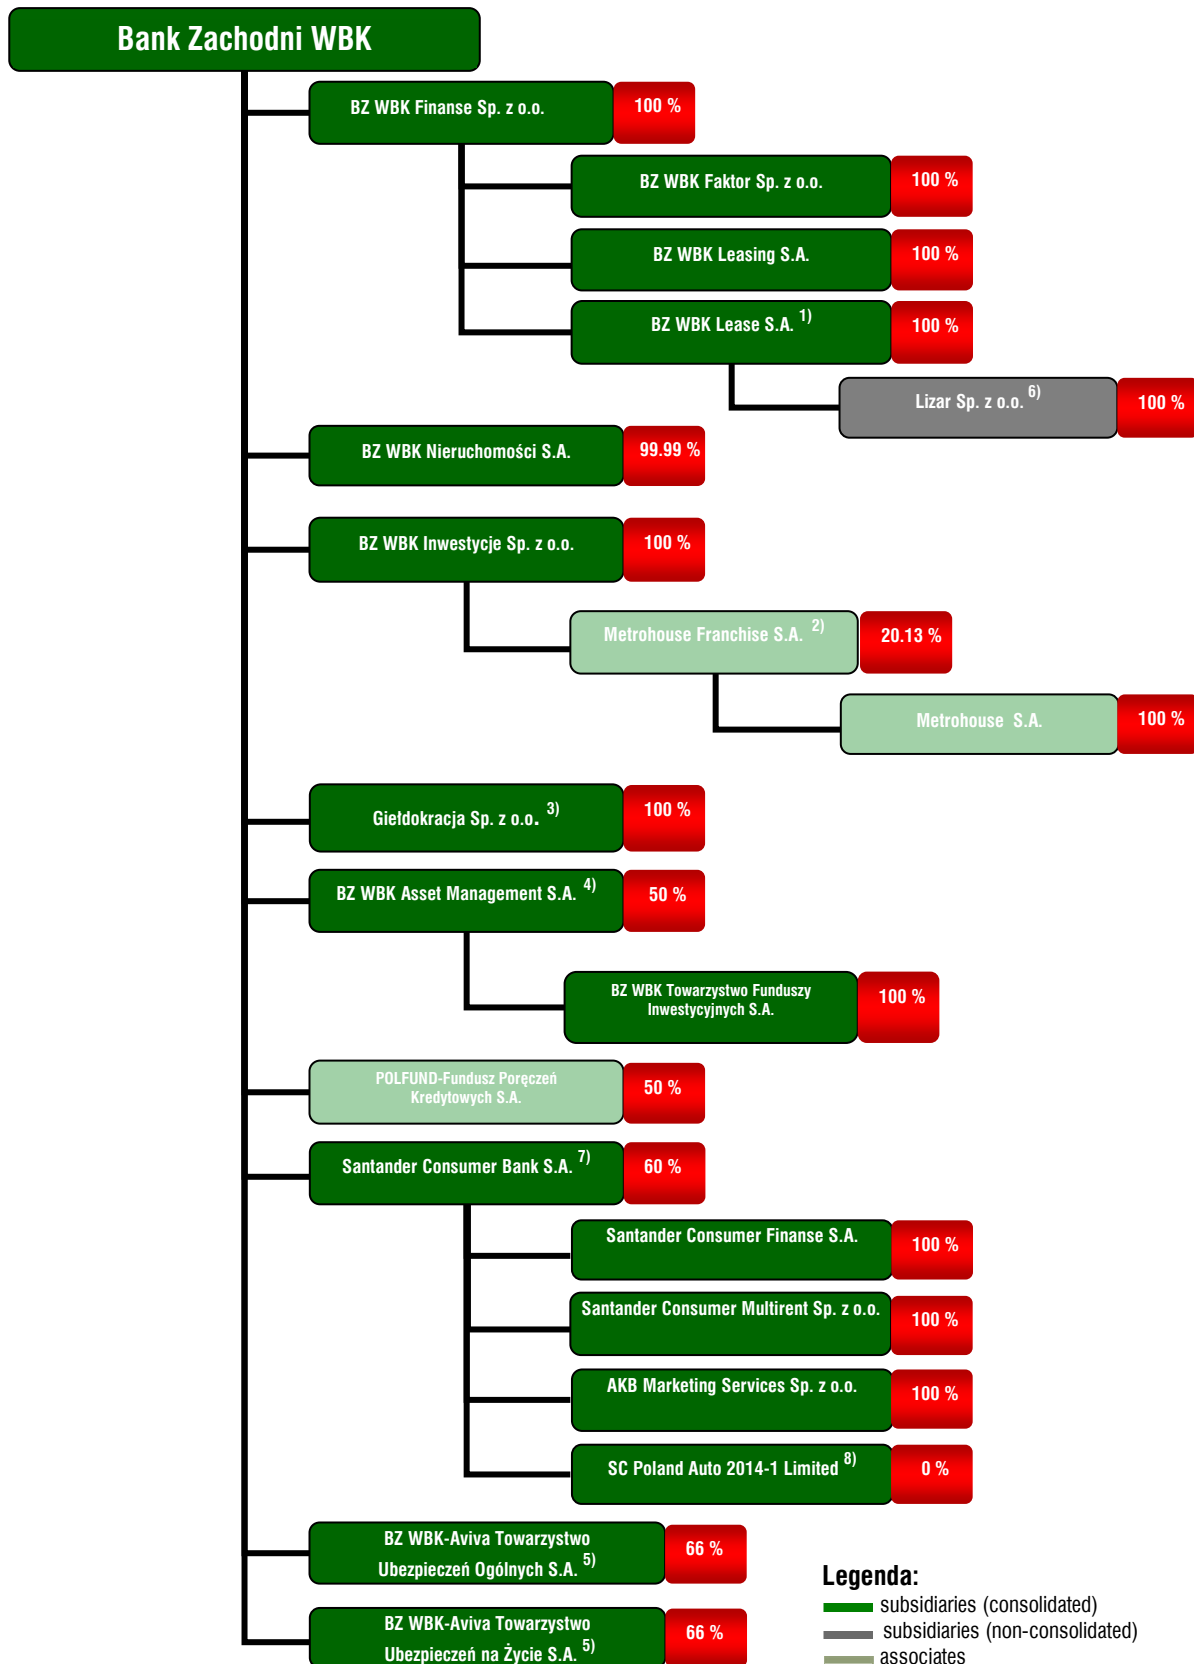 Bank Zachodni WBK
BZ WBK Finanse Sp. z o.o.
100 %
BZ WBK Faktor Sp. z o.o.
100 %
BZ WBK Leasing S.A.
100 %
BZ WBK Lease S.A. 1)
100 %
Lizar Sp. z o.o. 6)
100 %
BZ WBK Nieruchomości S.A.
99.99 %
BZ WBK Inwestycje Sp. z o.o.
100 %
Metrohouse Franchise S.A. 2)
20.13 %
Metrohouse S.A.
100 %
Giełdokracja Sp. z o.o. 3)
100 %
BZ WBK Asset Management S.A. 4)
50 %
BZ WBK Towarzystwo Funduszy
Inwestycyjnych S.A.
100 %
POLFUND-Fundusz Poręczeń
Kredytowych S.A.
50 %
Santander Consumer Bank S.A. 7)
60 %
Santander Consumer Finanse S.A.
100 %
Santander Consumer Multirent Sp. z o.o.
100 %
AKB Marketing Services Sp. z o.o.
100 %
SC Poland Auto 2014-1 Limited 8)
0 %
BZ WBK-Aviva Towarzystwo
Ubezpieczeń Ogólnych S.A. 5)
66 %
BZ WBK-Aviva Towarzystwo
Ubezpieczeń na Życie S.A. 5)
66 %
Legenda:
subsidiaries (consolidated)
subsidiaries (non-consolidated)
associates